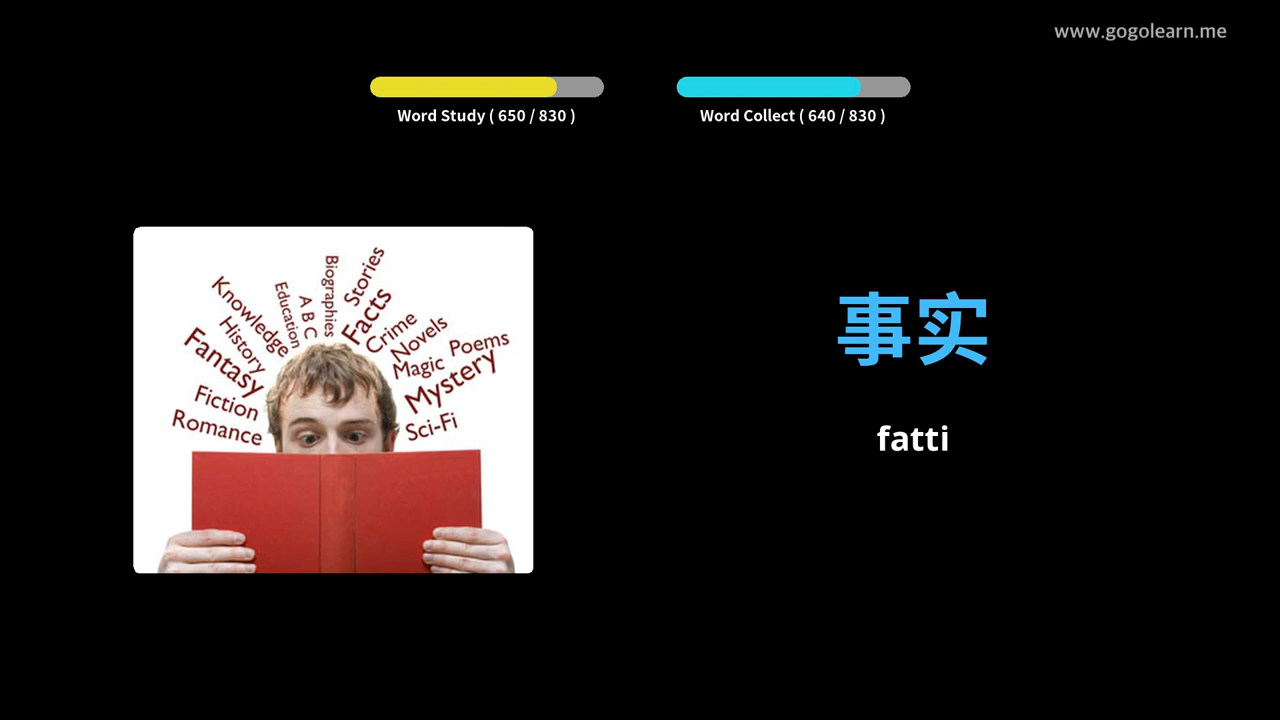 www.gogolearn.me
Word Study ( 650 / 830 )
Word Collect ( 640 / 830 )
Knowledge
History
Fantasy
Fiction
Romance
Education
A B C
Biographies
Stories
Facts
Crime
Novels
Magic
Poems
Mystery
Sci-Fi
事实
fatti